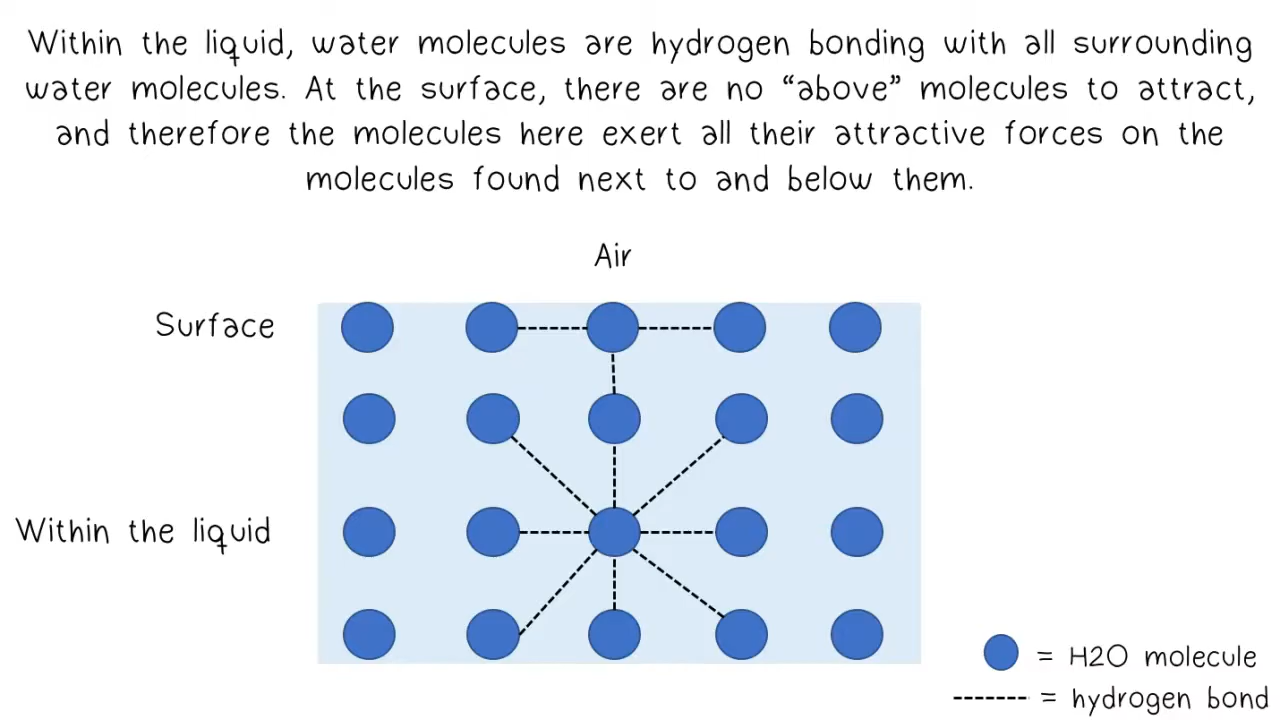 Within the liquid, water molecules are hydrogen bonding with all surrounding
water molecules. At the surface, there are no “above” molecules to attract,
and therefore the molecules here exert all their attractive forces on the
molecules found next to and below them.
Air
Surface
Within the liquid
= H2O molecule
= hydrogen bond